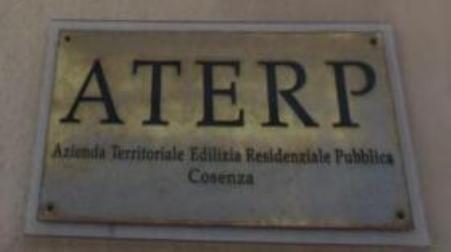 ATERP
Azienda Territoriale Edilizia Residenziale Pubblica
Cosenza